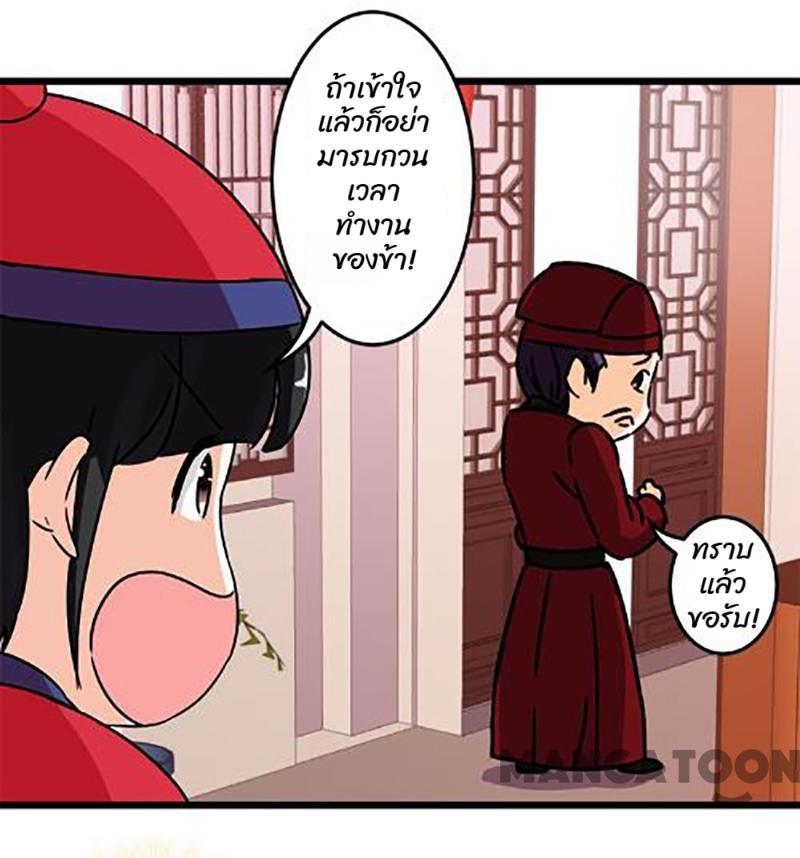 ถ้าเข้าใจ
แล้วก็อย่า
มารบกวน
เวลา
ทำงาน
ของข้า!
ทราบ
แล้ว
ขอรับ!
MANGATOON